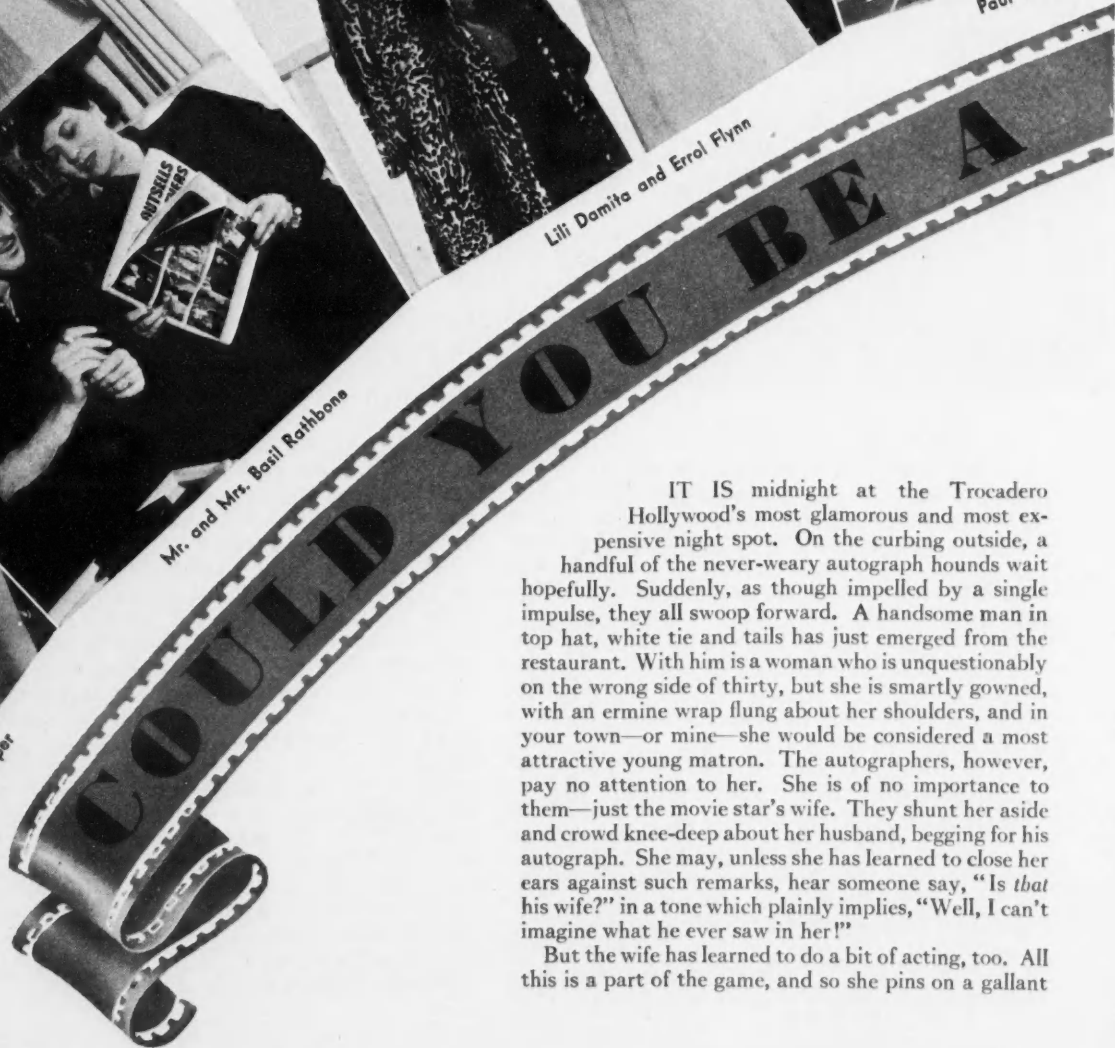 Paul
Lili Damita and Errol Flynn
Mr. and Mrs. Basil Rathbone
per
COULD YOU BE A
IT IS midnight at the Trocadero
Hollywood's most glamorous and most ex-
pensive night spot. On the curbing outside, a
handful of the never-weary autograph hounds wait
hopefully. Suddenly, as though impelled by a single
impulse, they all swoop forward. A handsome man in
top hat, white tie and tails has just emerged from the
restaurant. With him is a woman who is unquestionably
on the wrong side of thirty, but she is smartly gowned,
with an ermine wrap flung about her shoulders, and in
your town—or mine—she would be considered a most
attractive young matron. The autographers, however,
pay no attention to her. She is of no importance to
them—just the movie star's wife. They shunt her aside
and crowd knee-deep about her husband, begging for his
autograph. She may, unless she has learned to close her
ears against such remarks, hear someone say, "Is that
his wife?" in a tone which plainly implies, "Well, I can't
imagine what he ever saw in her!"
But the wife has learned to do a bit of acting, too. All
this is a part of the game, and so she pins on a gallant